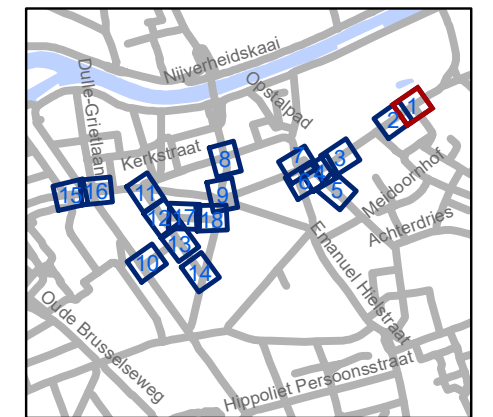 Nijverheidskaai
Dulle-Grietlaan
Opstalpad
Kerkstraat
1
2
3
4
5
6
7
8
9
10
11
12
13
14
15
16
17
18
Meidoornhof
Achterdries
Emanuel Hielstraat
Oude Brusselseweg
Hippoliet Persoonsstraat